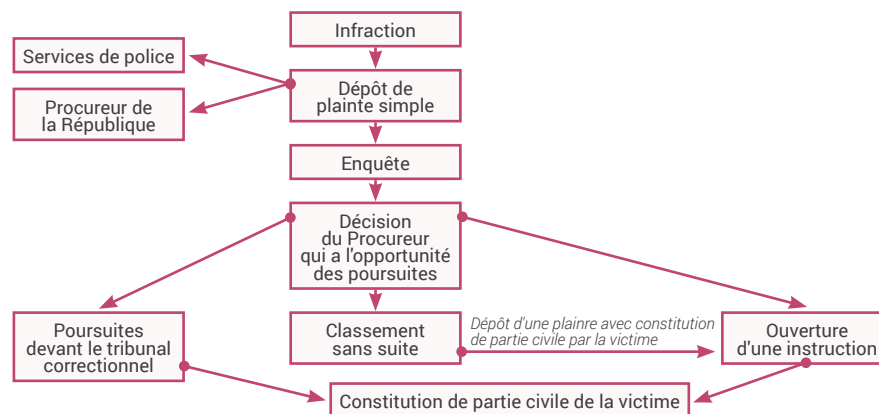 Infraction
Services de police
Dépôt de
plainte simple
Procureur de
la République
Enquête
Décision
du Procureur
qui a l'opportunité
des poursuites
Poursuites
devant le tribunal
correctionnel
Classement
sans suite
Dépôt d'une plainre avec constitution
de partie civile par la victime
Ouverture
d'une instruction
Constitution de partie civile de la victime